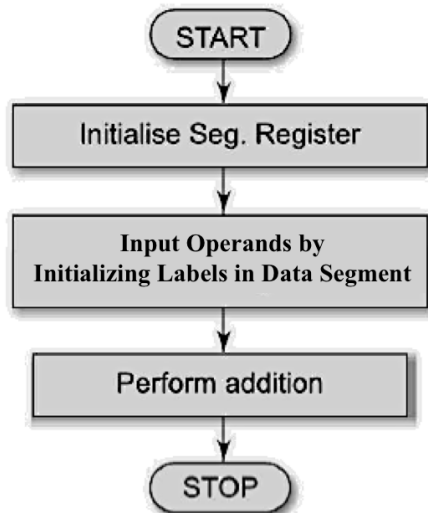 START
Initialise Seg. Register
Input Operands by
Initializing Labels in Data Segment
Perform addition
STOP